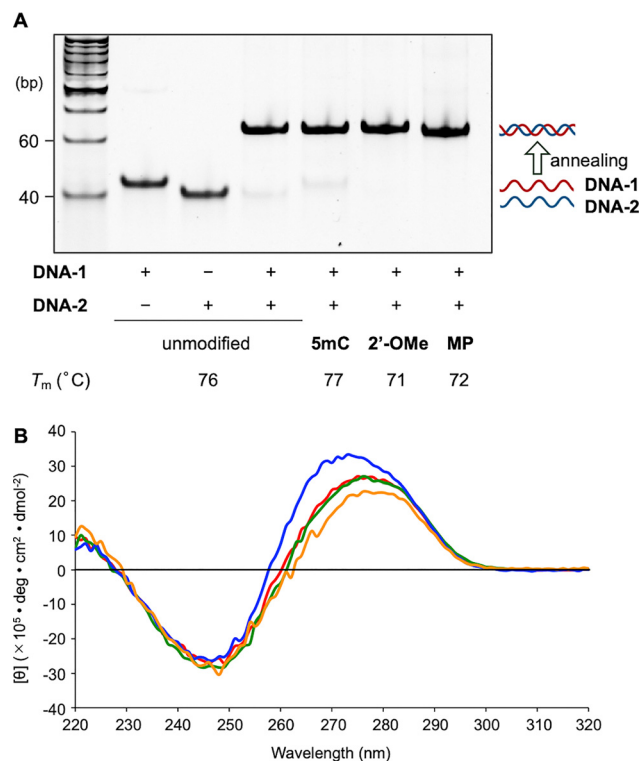 A
(bp)
60
40
annealing
DNA-1
DNA-2
DNA-1 + – + + + +
DNA-2 – + + + + +
unmodified 5mC 2'-OMe MP
Tm (˚C) 76 77 71 72
B
[θ] (×10⁵・deg・cm²・dmol⁻²)
40
30
20
10
0
-10
-20
-30
-40
220 230 240 250 260 270 280 290 300 310 320
Wavelength (nm)